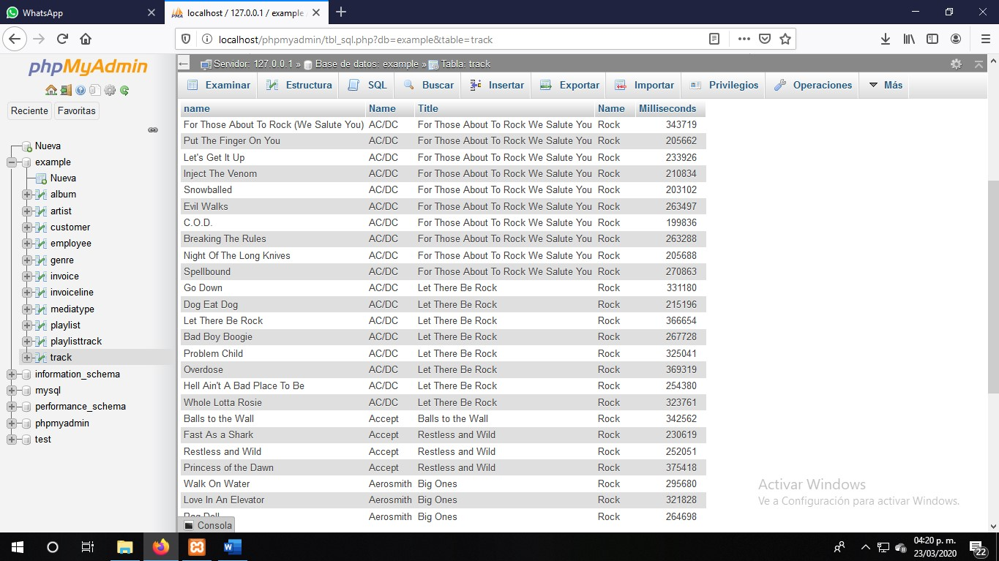 WhatsApp
localhost / 127.0.0.1 / example
localhost/phpmyadmin/tbl_sql.php?db=example&table=track
phpMyAdmin
Reciente
Favoritas
Nueva
example
Nueva
album
artist
customer
employee
genre
invoice
invoiceline
mediatype
playlist
playlisttrack
track
information_schema
mysql
performance_schema
phpmyadmin
test
Servidor: 127.0.0.1 » Base de datos: example » Tabla: track
Examinar Estructura SQL Buscar Insertar Exportar Importar Privilegios Operaciones Más
name Name Title Name Milliseconds
For Those About To Rock (We Salute You) AC/DC For Those About To Rock We Salute You Rock 343719
Put The Finger On You AC/DC For Those About To Rock We Salute You Rock 205662
Let's Get It Up AC/DC For Those About To Rock We Salute You Rock 233926
Inject The Venom AC/DC For Those About To Rock We Salute You Rock 210834
Snowballed AC/DC For Those About To Rock We Salute You Rock 203102
Evil Walks AC/DC For Those About To Rock We Salute You Rock 263497
C.O.D. AC/DC For Those About To Rock We Salute You Rock 199836
Breaking The Rules AC/DC For Those About To Rock We Salute You Rock 263288
Night Of The Long Knives AC/DC For Those About To Rock We Salute You Rock 205688
Spellbound AC/DC For Those About To Rock We Salute You Rock 270863
Go Down AC/DC Let There Be Rock Rock 331180
Dog Eat Dog AC/DC Let There Be Rock Rock 215196
Let There Be Rock AC/DC Let There Be Rock Rock 366654
Bad Boy Boogie AC/DC Let There Be Rock Rock 267728
Problem Child AC/DC Let There Be Rock Rock 325041
Overdose AC/DC Let There Be Rock Rock 369319
Hell Ain't A Bad Place To Be AC/DC Let There Be Rock Rock 254380
Whole Lotta Rosie AC/DC Let There Be Rock Rock 323761
Balls to the Wall Accept Balls to the Wall Rock 342562
Fast As a Shark Accept Restless and Wild Rock 230619
Restless and Wild Accept Restless and Wild Rock 252051
Princess of the Dawn Accept Restless and Wild Rock 375418
Walk On Water Aerosmith Big Ones Rock 295680
Love In An Elevator Aerosmith Big Ones Rock 321828
Rag Doll Aerosmith Big Ones Rock 264698
Consola
Activar Windows
Ve a Configuración para activar Windows.
04:20 p. m.
23/03/2020
22